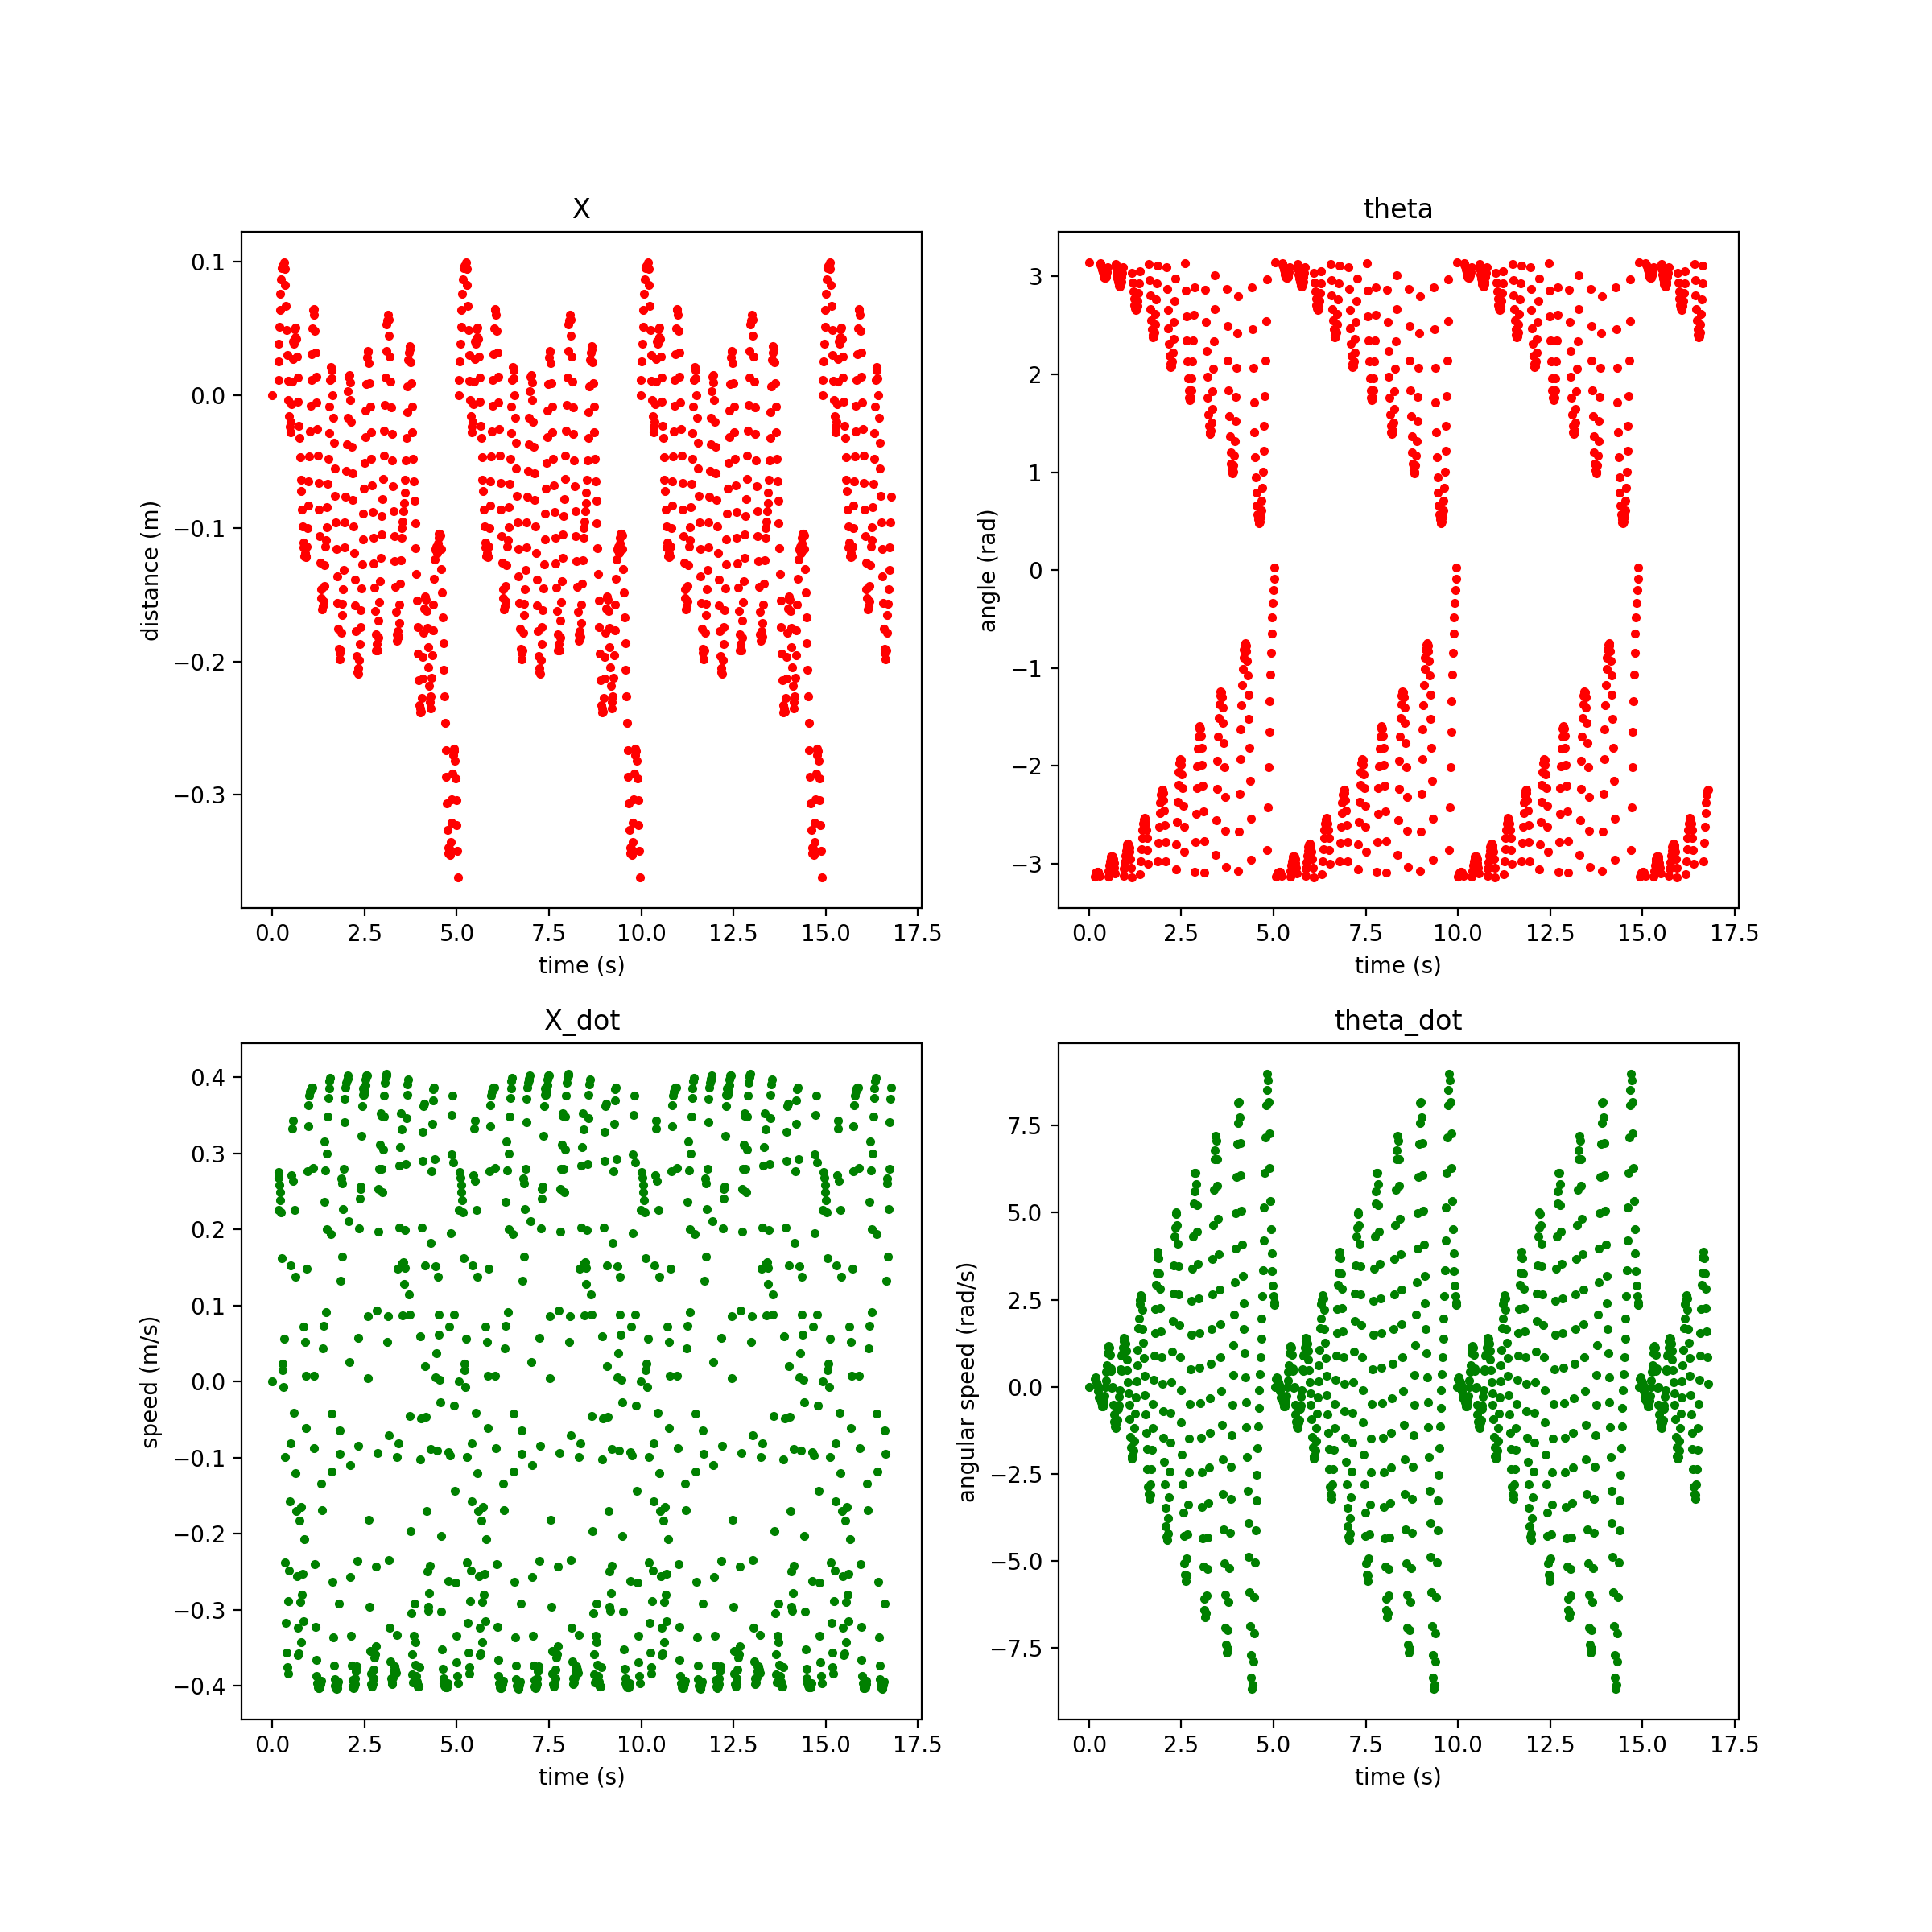 X
0.1
0.0
−0.1
−0.2
−0.3
distance (m)
0.0 2.5 5.0 7.5 10.0 12.5 15.0 17.5
time (s)
theta
3
2
1
0
−1
−2
−3
angle (rad)
0.0 2.5 5.0 7.5 10.0 12.5 15.0 17.5
time (s)
X_dot
0.4
0.3
0.2
0.1
0.0
−0.1
−0.2
−0.3
−0.4
speed (m/s)
0.0 2.5 5.0 7.5 10.0 12.5 15.0 17.5
time (s)
theta_dot
7.5
5.0
2.5
0.0
−2.5
−5.0
−7.5
angular speed (rad/s)
0.0 2.5 5.0 7.5 10.0 12.5 15.0 17.5
time (s)